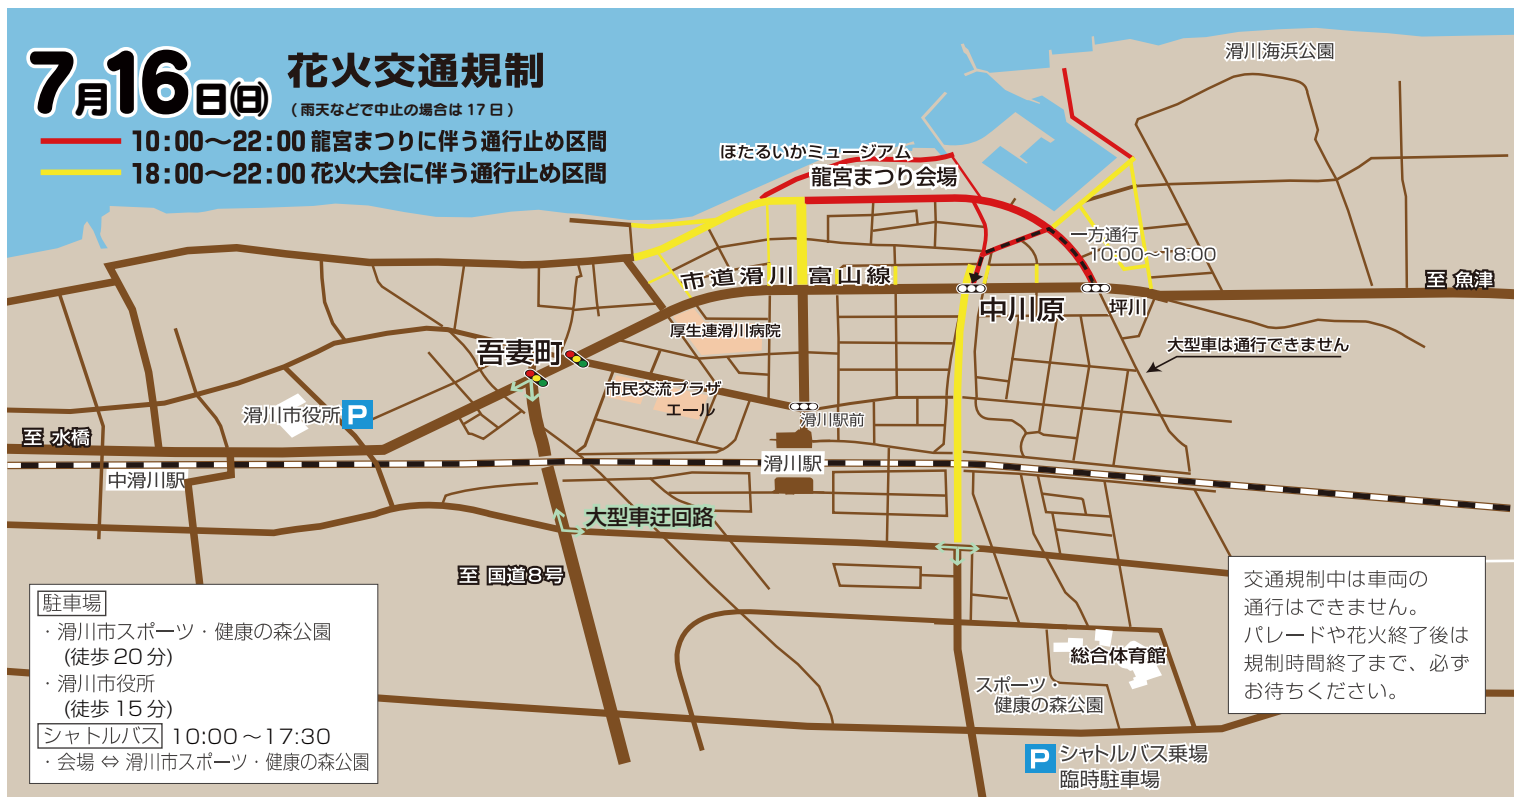 7月16日(日) 花火交通規制
(雨天などで中止の場合は17日)
10:00〜22:00 龍宮まつりに伴う通行止め区間
18:00〜22:00 花火大会に伴う通行止め区間
滑川海浜公園
ほたるいかミュージアム
龍宮まつり会場
一方通行
10:00〜18:00
市道滑川富山線
至 魚津
中川原
坪川
厚生連滑川病院
吾妻町
大型車は通行できません
市民交流プラザ
エール
滑川市役所 P
滑川駅前
至 水橋
滑川駅
中滑川駅
大型車迂回路
至 国道8号
駐車場
・滑川市スポーツ・健康の森公園
(徒歩20分)
・滑川市役所
(徒歩15分)
シャトルバス 10:00〜17:30
・会場 ⇔ 滑川市スポーツ・健康の森公園
交通規制中は車両の
通行はできません。
パレードや花火終了後は
規制時間終了まで、必ず
お待ちください。
総合体育館
スポーツ・
健康の森公園
P シャトルバス乗場
臨時駐車場